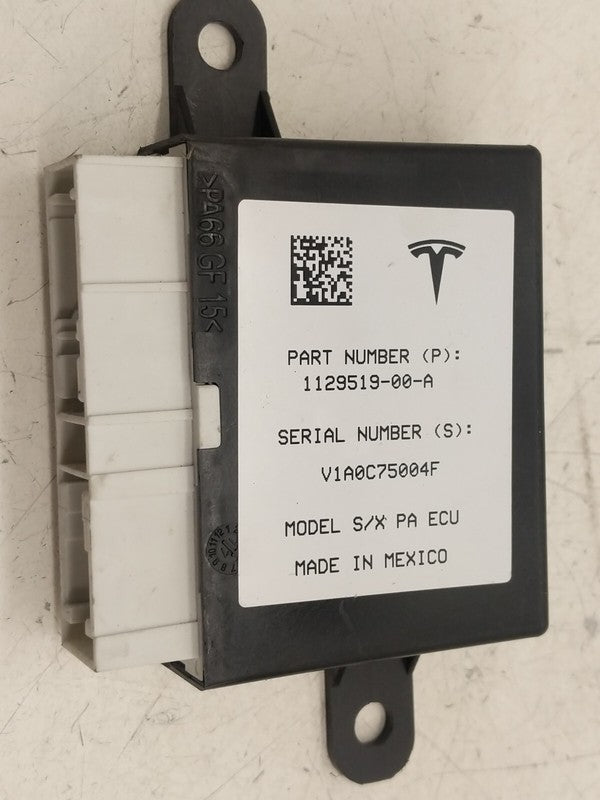 PART NUMBER (P):
1129519-00-A
SERIAL NUMBER (S):
V1A0C75004F
MODEL S/X PA ECU
MADE IN MEXICO
>PA66 GF 15<